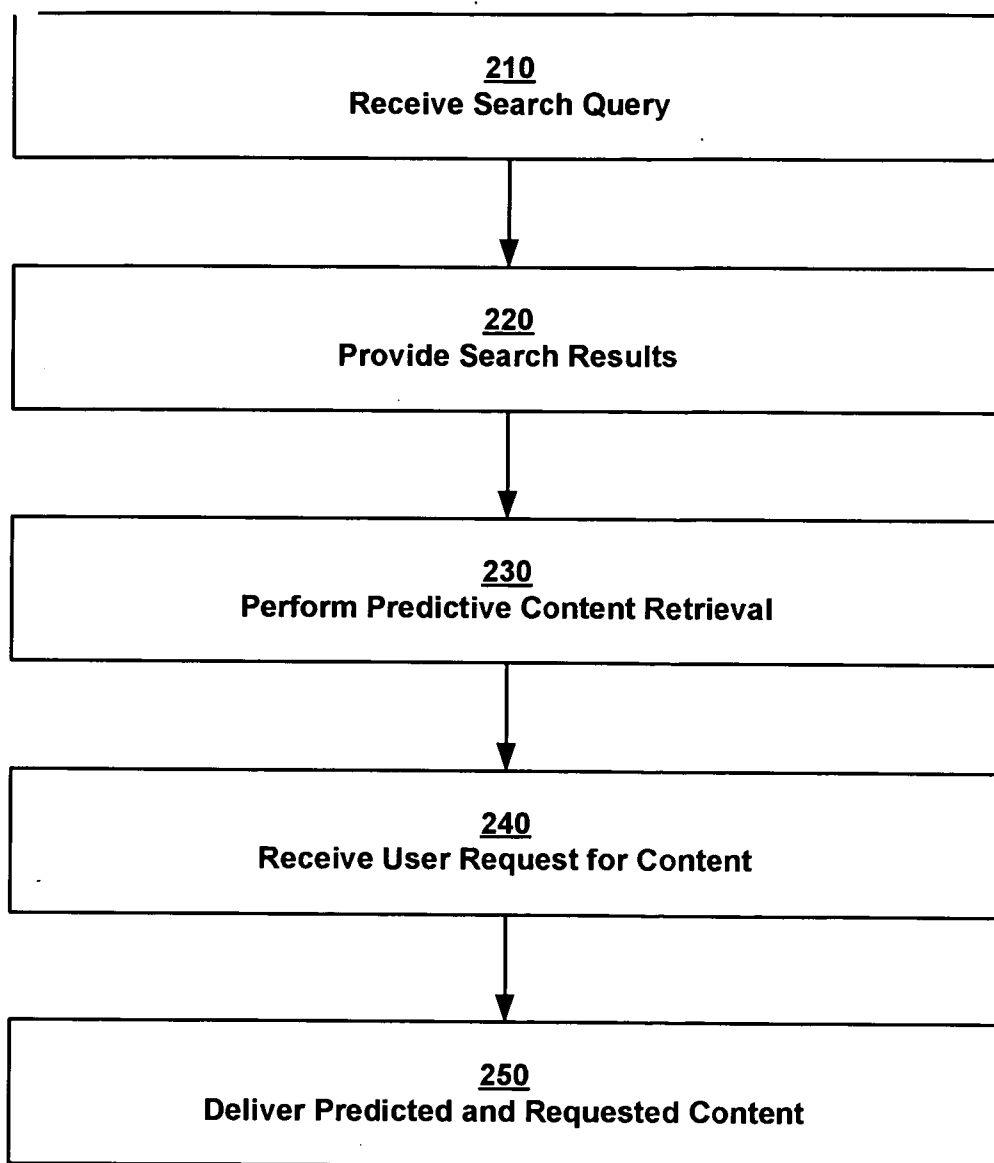 210
Receive Search Query
220
Provide Search Results
230
Perform Predictive Content Retrieval
240
Receive User Request for Content
250
Deliver Predicted and Requested Content